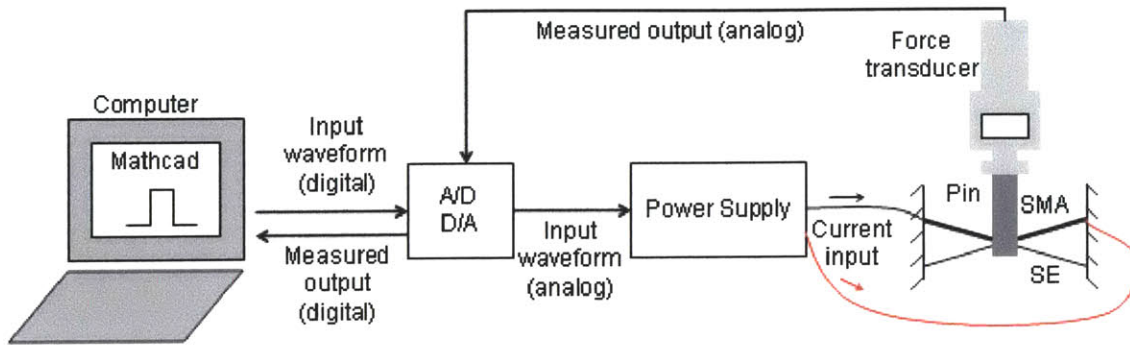 Measured output (analog)
Force
transducer
Computer
Mathcad
Input
waveform
(digital)
Measured
output
(digital)
A/D
D/A
Input
waveform
(analog)
Power Supply
Current
input
Pin
SMA
SE